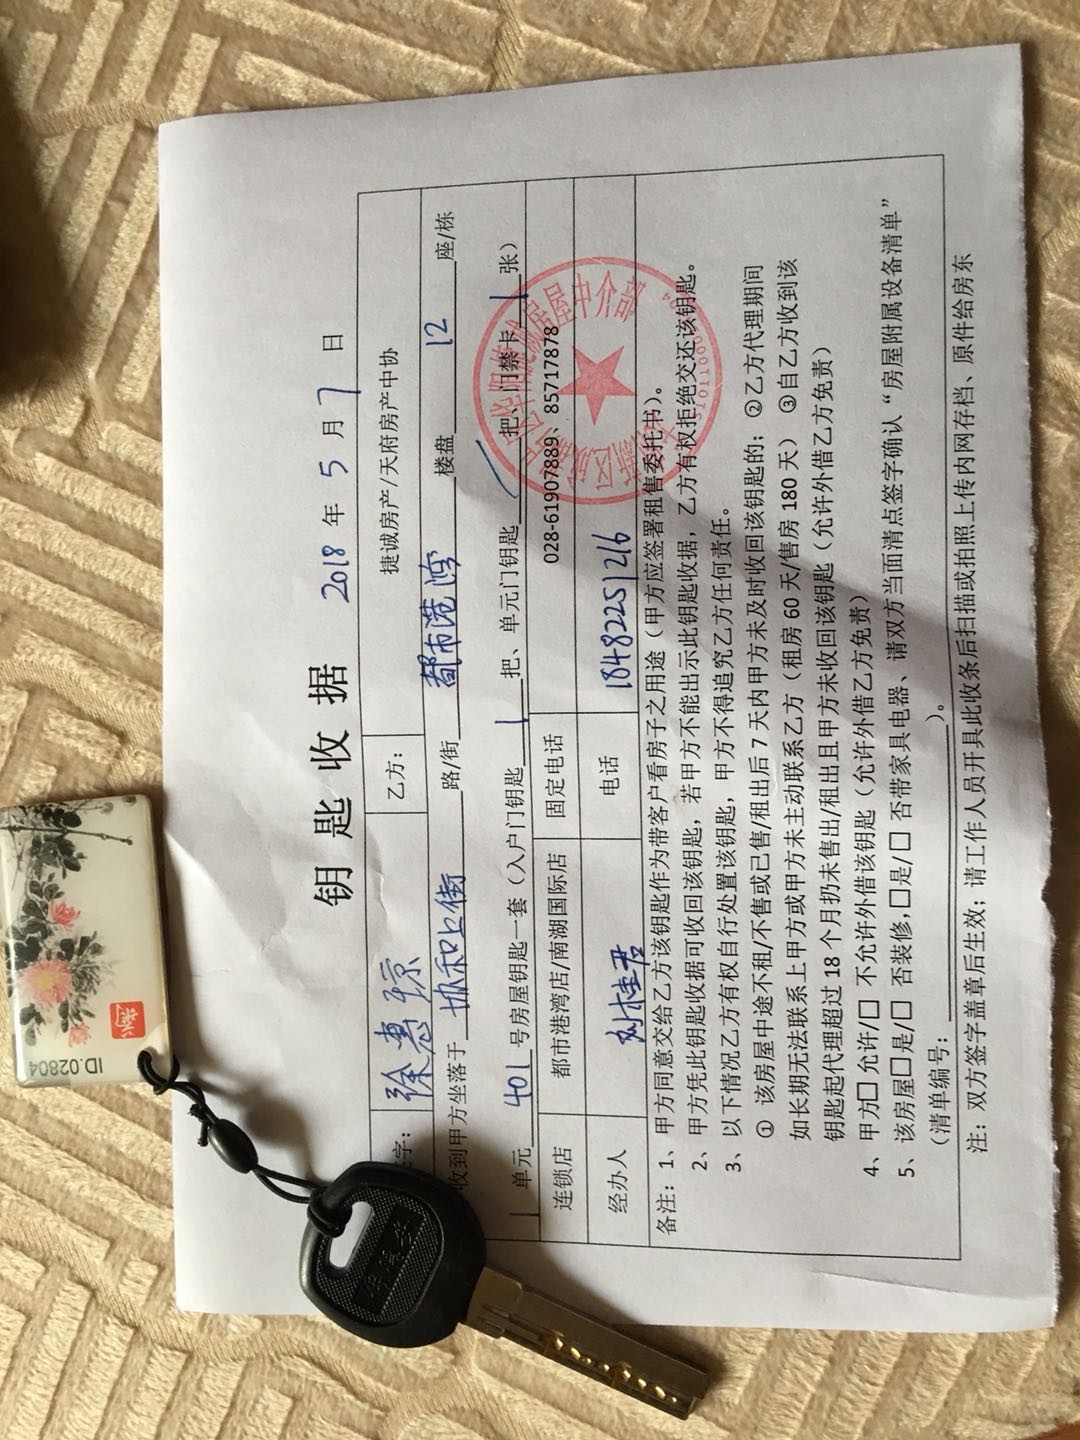 钥匙收据 2018 年 5 月 7 日
字: 徐惠琼 乙方: 捷诚房产/天府房产中协
收到甲方坐落于 协和上街 路/街 都市港湾 楼盘 12 座/栋
1 单元 401 号房屋钥匙一套（入户门钥匙 1 把、单元门钥匙 / 把、门禁卡 1 张）
连锁店 都市港湾店/南湖国际店 固定电话 028-61907889、85717878
经办人 刘桂君 电话 18482251216
备注：1、甲方同意交给乙方该钥匙作为带客户看房子之用途（甲方应签署租售委托书）。
2、甲方凭此钥匙收据可收回该钥匙，若甲方不能出示此钥匙收据，乙方有权拒绝交还该钥匙。
3、以下情况乙方有权自行处置该钥匙，甲方不得追究乙方任何责任。
① 该房屋中途不租/不售或已售/租出后 7 天内甲方未及时收回该钥匙的；②乙方代理期间
如长期无法联系上甲方或甲方未主动联系乙方（租房 60 天/售房 180 天）③自乙方收到该
钥匙起代理超过 18 个月扔未售出/租出且甲方未收回该钥匙（允许外借乙方免责）
4、甲方□ 允许/□ 不允许外借该钥匙（允许外借乙方免责）
5、该房屋□是/□ 否装修,□是/□ 否带家具电器、请双方当面清点签字确认“房屋附属设备清单”
（清单编号： ）。
注：双方签字盖章后生效；请工作人员开具此收条后扫描或拍照上传内网存档、原件给房东
ID.02804